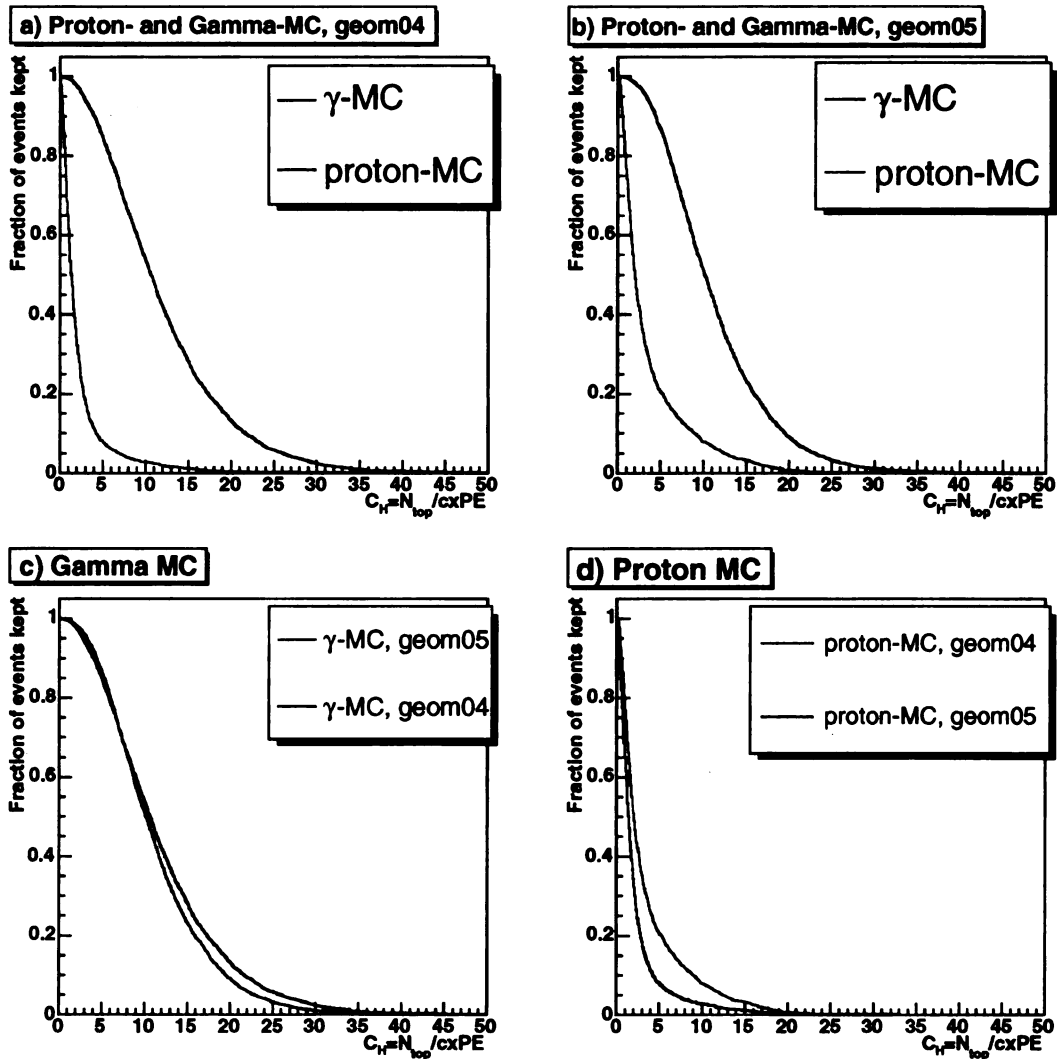 a) Proton- and Gamma-MC, geom04
Fraction of events kept
1
0.8
0.6
0.4
0.2
0
γ-MC
proton-MC
0 5 10 15 20 25 30 35 40 45 50
C_H=N_top/cxPE
b) Proton- and Gamma-MC, geom05
Fraction of events kept
1
0.8
0.6
0.4
0.2
0
γ-MC
proton-MC
0 5 10 15 20 25 30 35 40 45 50
C_H=N_top/cxPE
c) Gamma MC
Fraction of events kept
1
0.8
0.6
0.4
0.2
0
γ-MC, geom05
γ-MC, geom04
0 5 10 15 20 25 30 35 40 45 50
C_H=N_top/cxPE
d) Proton MC
Fraction of events kept
1
0.8
0.6
0.4
0.2
0
proton-MC, geom04
proton-MC, geom05
0 5 10 15 20 25 30 35 40 45 50
C_H=N_top/cxPE